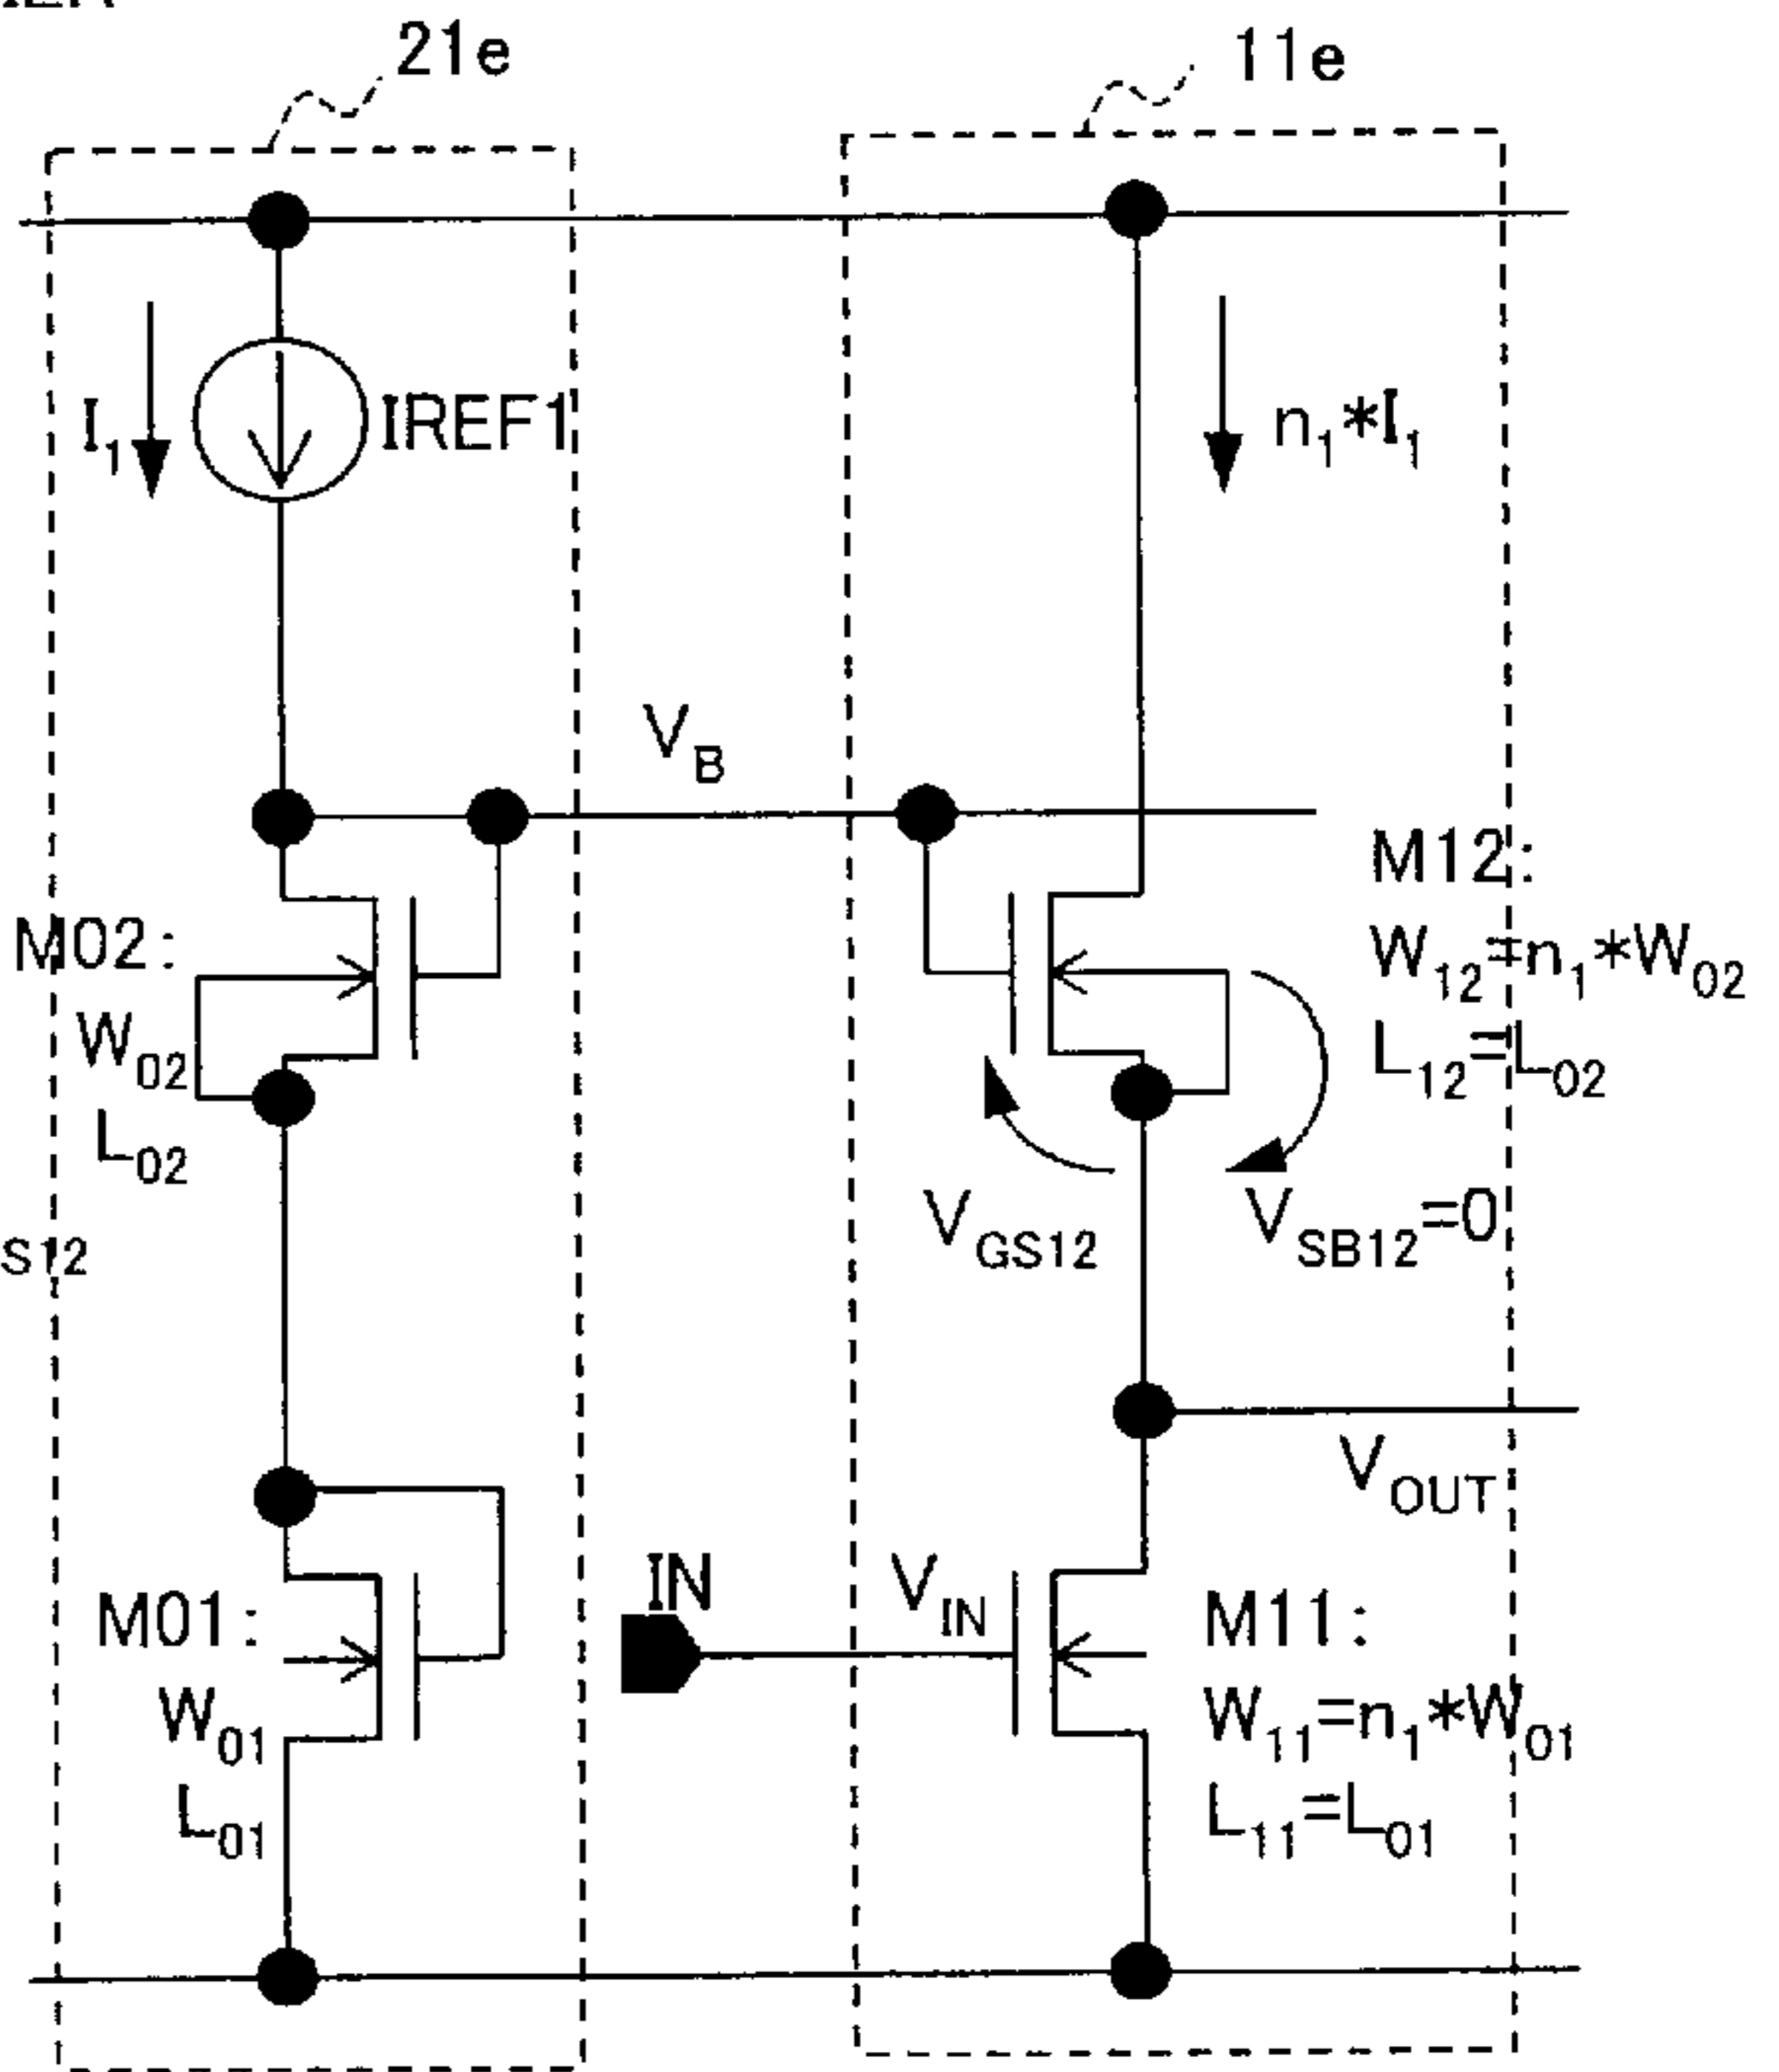 21e
11e
I1
IREF1
n1*I1
VB
M02:
W02
L02
M12:
W12=n1*W02
L12=L02
VGS12
VSB12=0
S12
VOUT
IN
VIN
M01:
W01
L01
M11:
W11=n1*W01
L11=L01